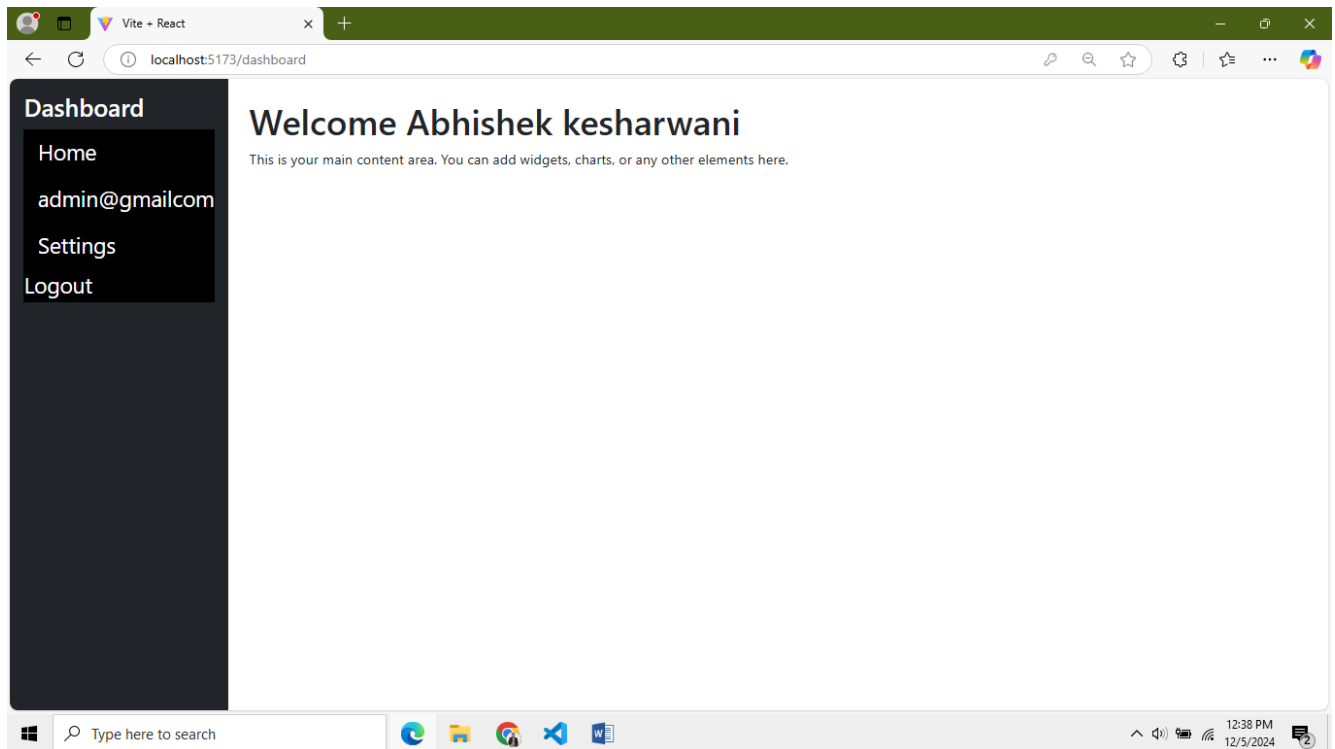 Vite + React
localhost:5173/dashboard
Dashboard
Home
admin@gmailcom
Settings
Logout
Welcome Abhishek kesharwani
This is your main content area. You can add widgets, charts, or any other elements here.
Type here to search
12:38 PM
12/5/2024
2